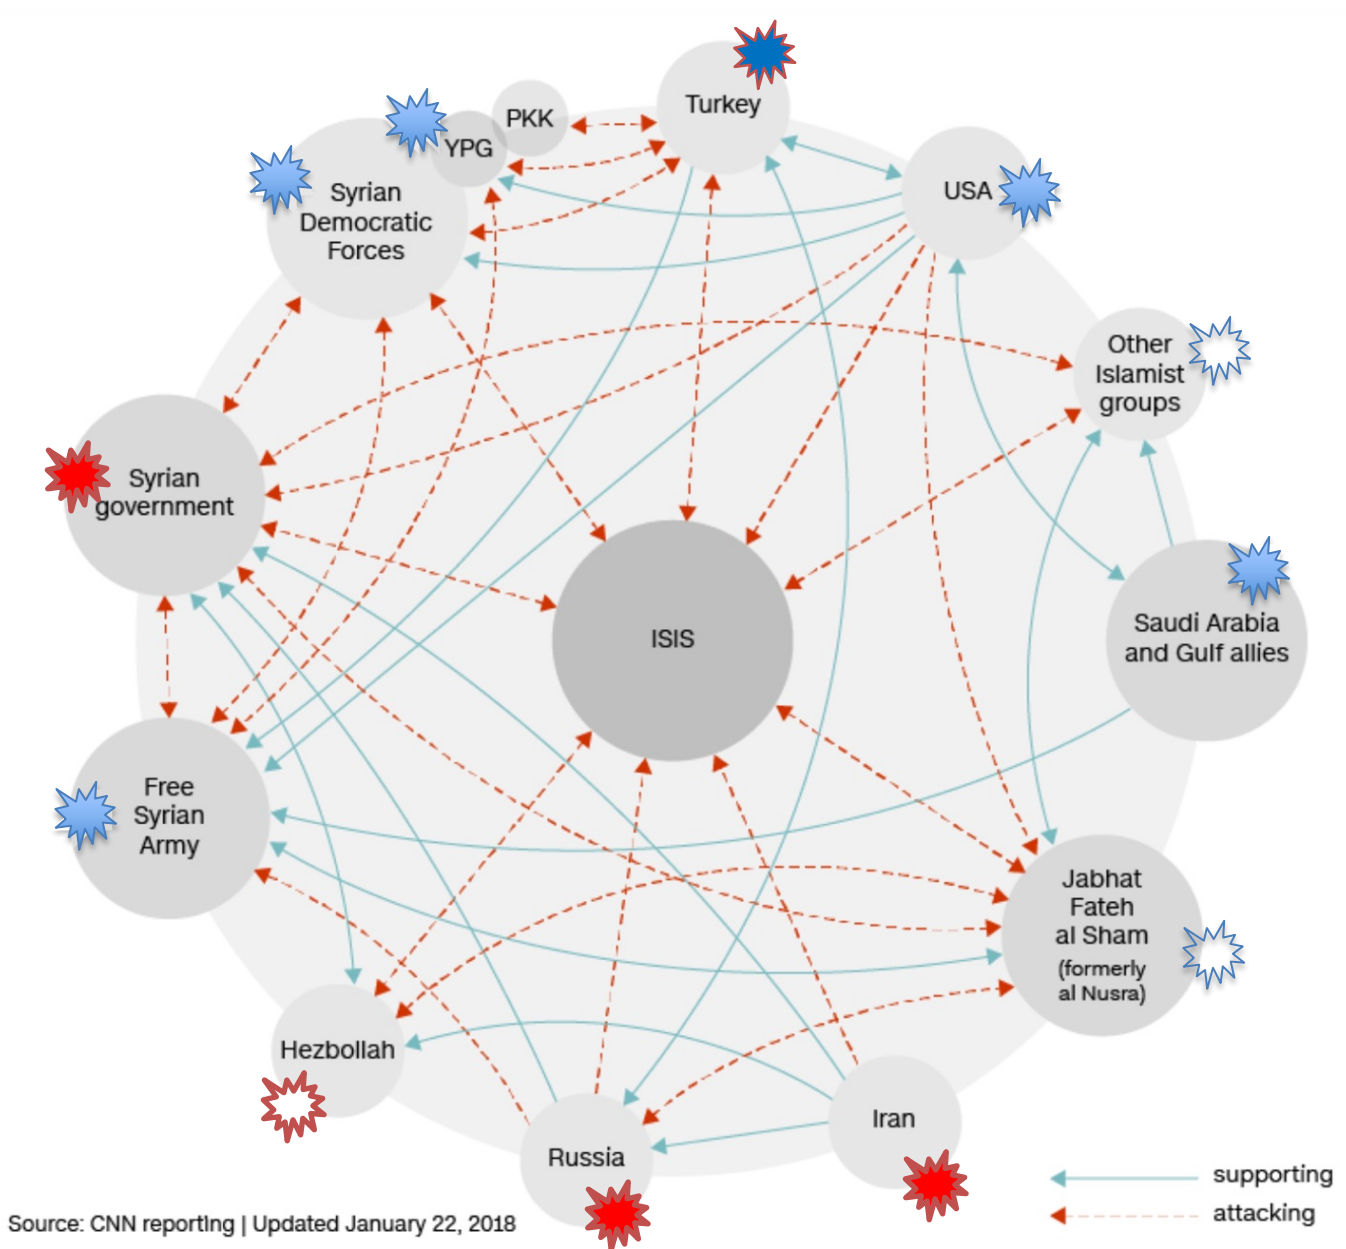 Turkey
PKK
YPG
USA
Syrian
Democratic
Forces
Other
Islamist
groups
Syrian
government
ISIS
Saudi Arabia
and Gulf allies
Free
Syrian
Army
Jabhat
Fateh
al Sham
(formerly
al Nusra)
Hezbollah
Iran
Russia
supporting
attacking
Source: CNN reporting | Updated January 22, 2018